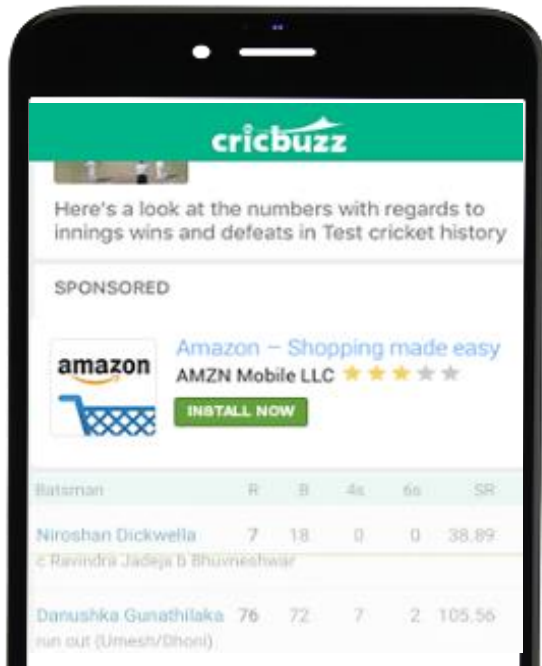 cricbuzz
Here's a look at the numbers with regards to
innings wins and defeats in Test cricket history
SPONSORED
amazon
Amazon – Shopping made easy
AMZN Mobile LLC
INSTALL NOW
Batsman R B 4s 6s SR
Niroshan Dickwella 7 18 0 0 38.89
c Ravindra Jadeja b Bhuvneshwar
Danushka Gunathilaka 76 72 7 2 105.56
run out (Umesh/Dhoni)